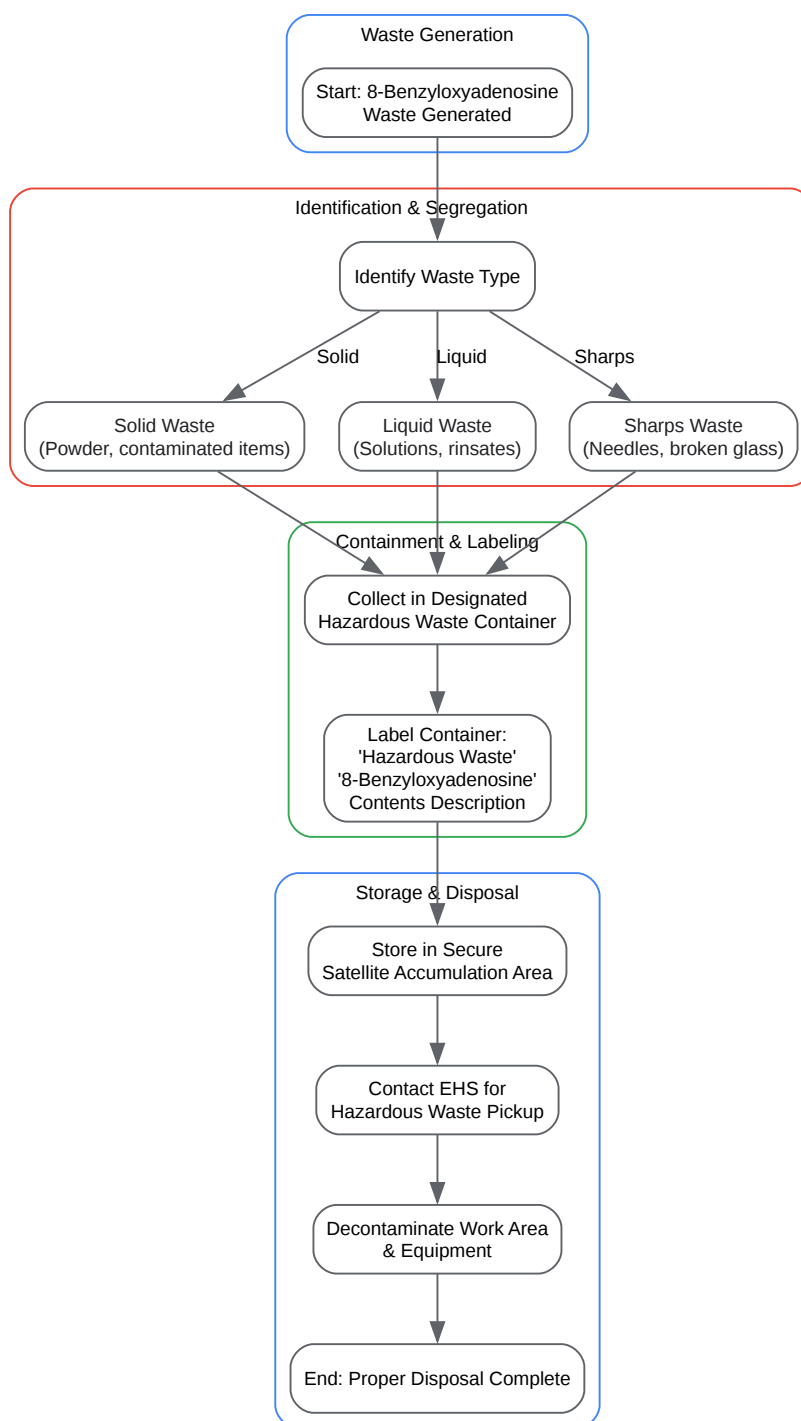 Waste Generation
Start: 8-Benzyloxyadenosine
Waste Generated
Identification & Segregation
Identify Waste Type
Solid
Liquid
Sharps
Solid Waste
(Powder, contaminated items)
Liquid Waste
(Solutions, rinsates)
Sharps Waste
(Needles, broken glass)
Containment & Labeling
Collect in Designated
Hazardous Waste Container
Label Container:
'Hazardous Waste'
'8-Benzyloxyadenosine'
Contents Description
Storage & Disposal
Store in Secure
Satellite Accumulation Area
Contact EHS for
Hazardous Waste Pickup
Decontaminate Work Area
& Equipment
End: Proper Disposal Complete